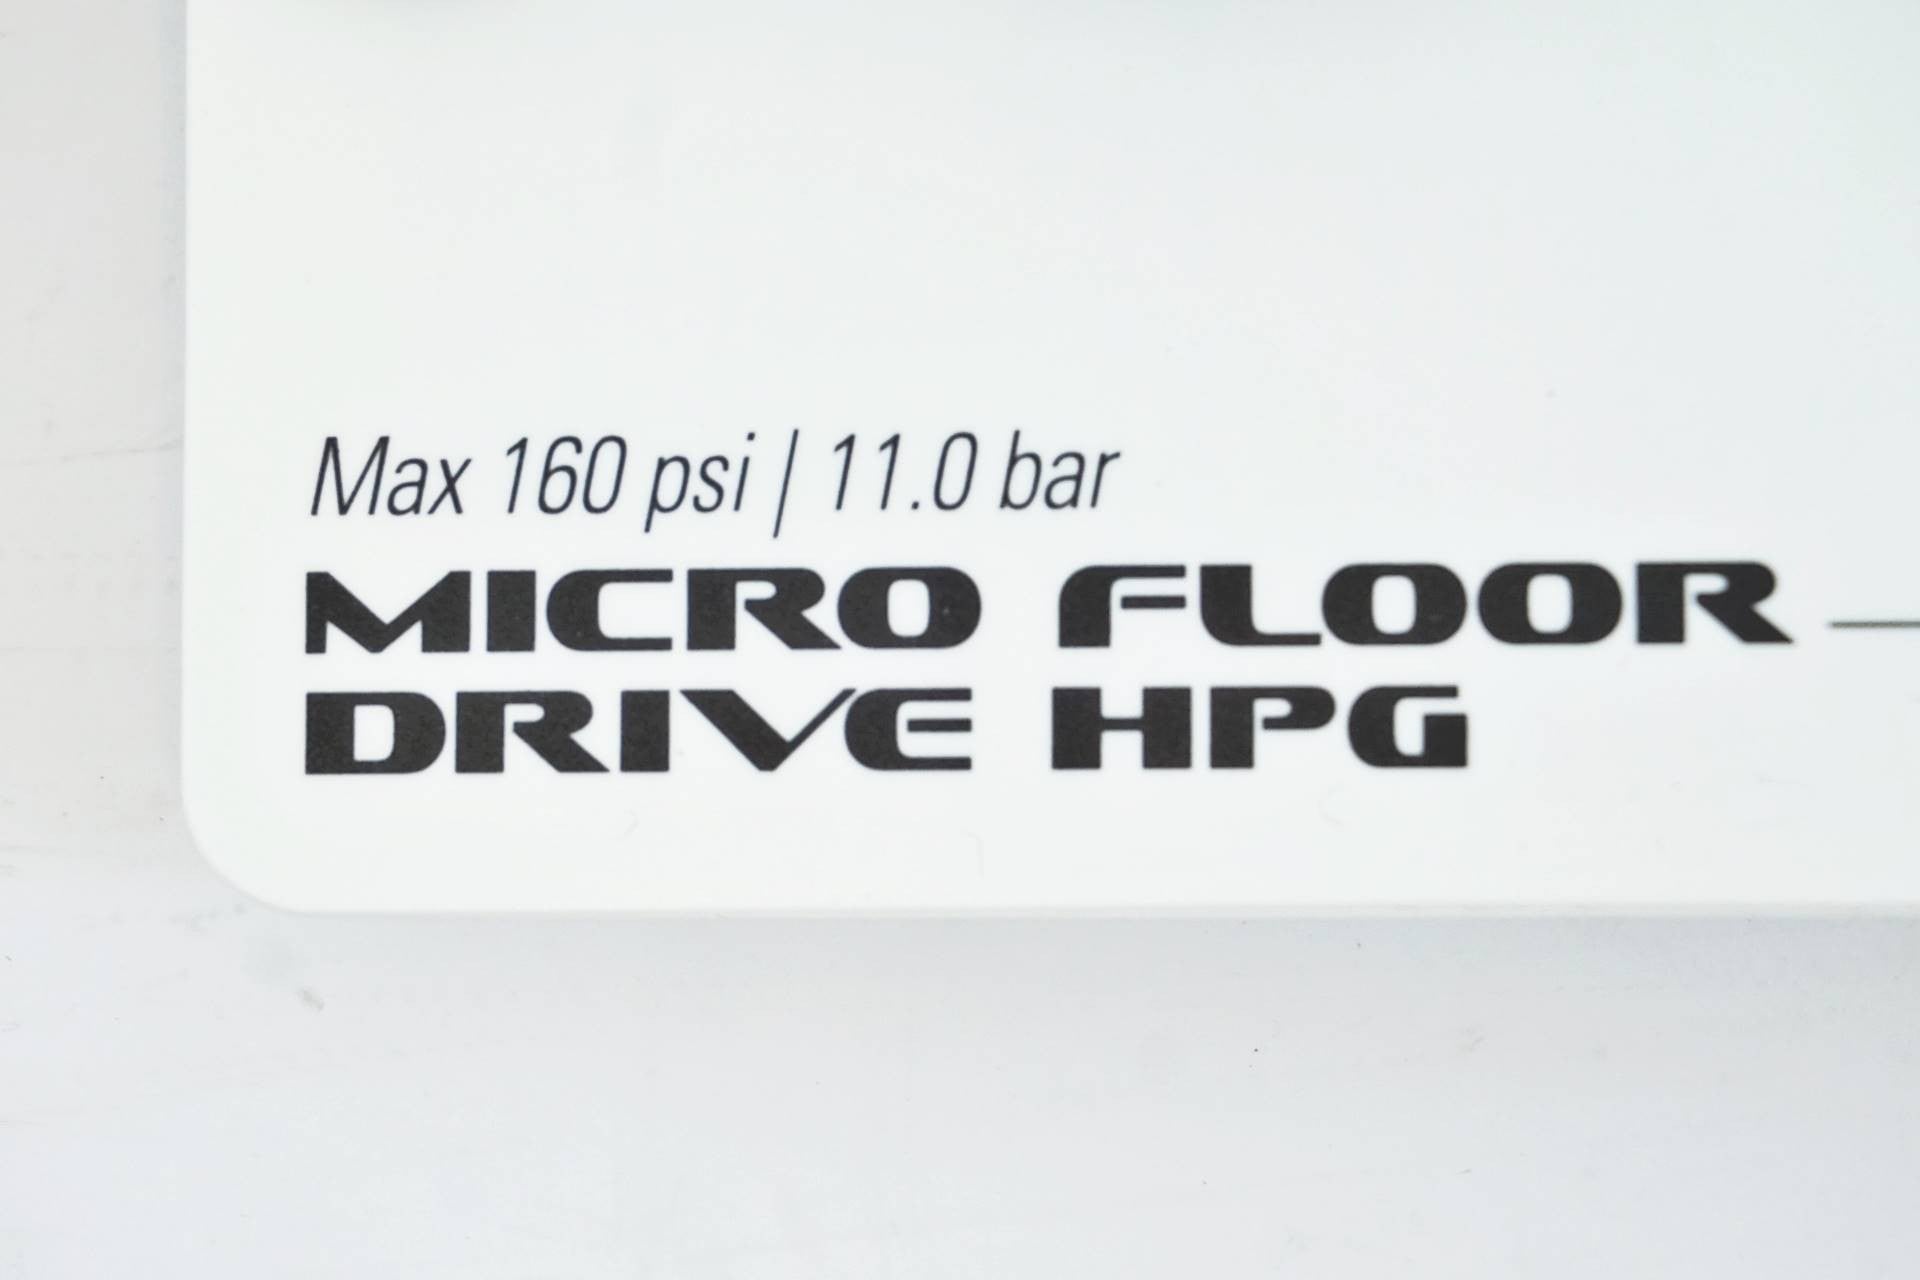 Max 160 psi | 11.0 bar
MICRO FLOOR
DRIVE HPG